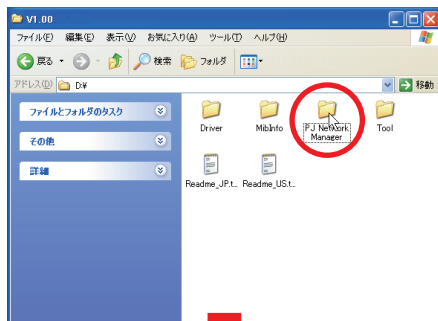 V1.00
ファイル(F) 編集(E) 表示(V) お気に入り(A) ツール(T) ヘルプ(H)
戻る 検索 フォルダ
アドレス(D) D:¥ 移動
ファイルとフォルダのタスク
その他
詳細
Driver MibInfo PJ Network Manager Tool
Readme_JP.t... Readme_US.t...